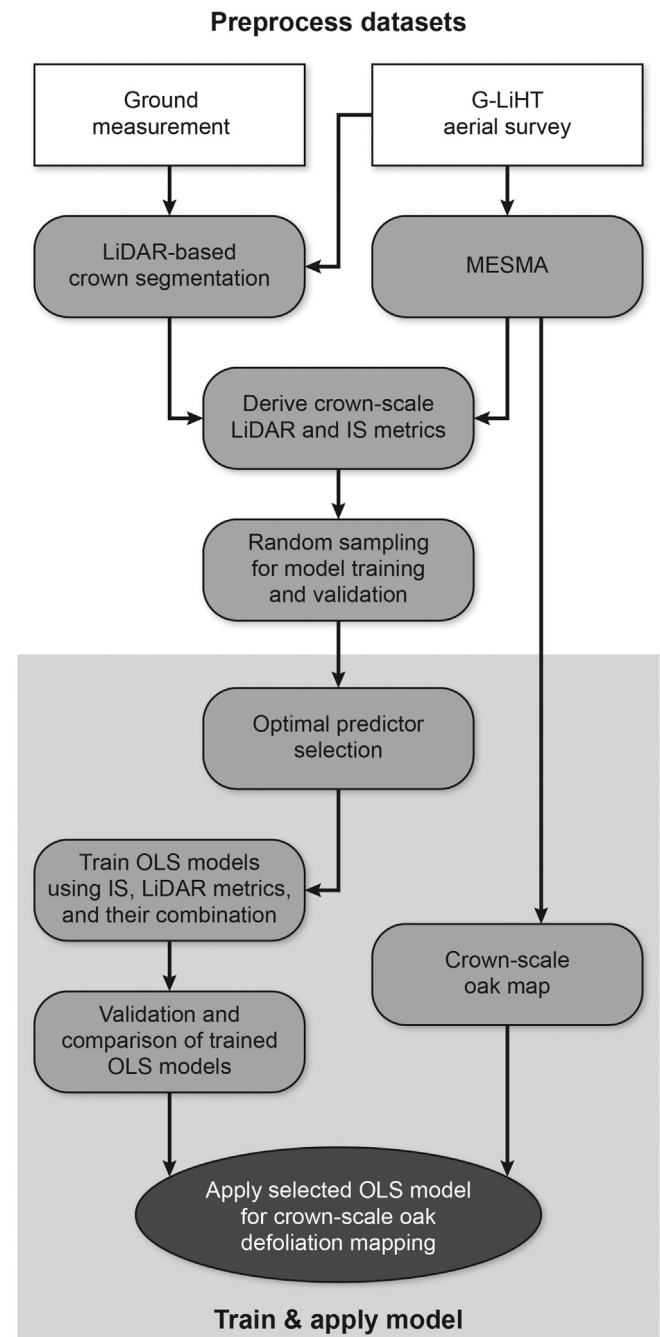 Preprocess datasets
Ground
measurement
G-LiHT
aerial survey
LiDAR-based
crown segmentation
MESMA
Derive crown-scale
LiDAR and IS metrics
Random sampling
for model training
and validation
Optimal predictor
selection
Train OLS models
using IS, LiDAR metrics,
and their combination
Crown-scale
oak map
Validation and
comparison of trained
OLS models
Apply selected OLS model
for crown-scale oak
defoliation mapping
Train & apply model